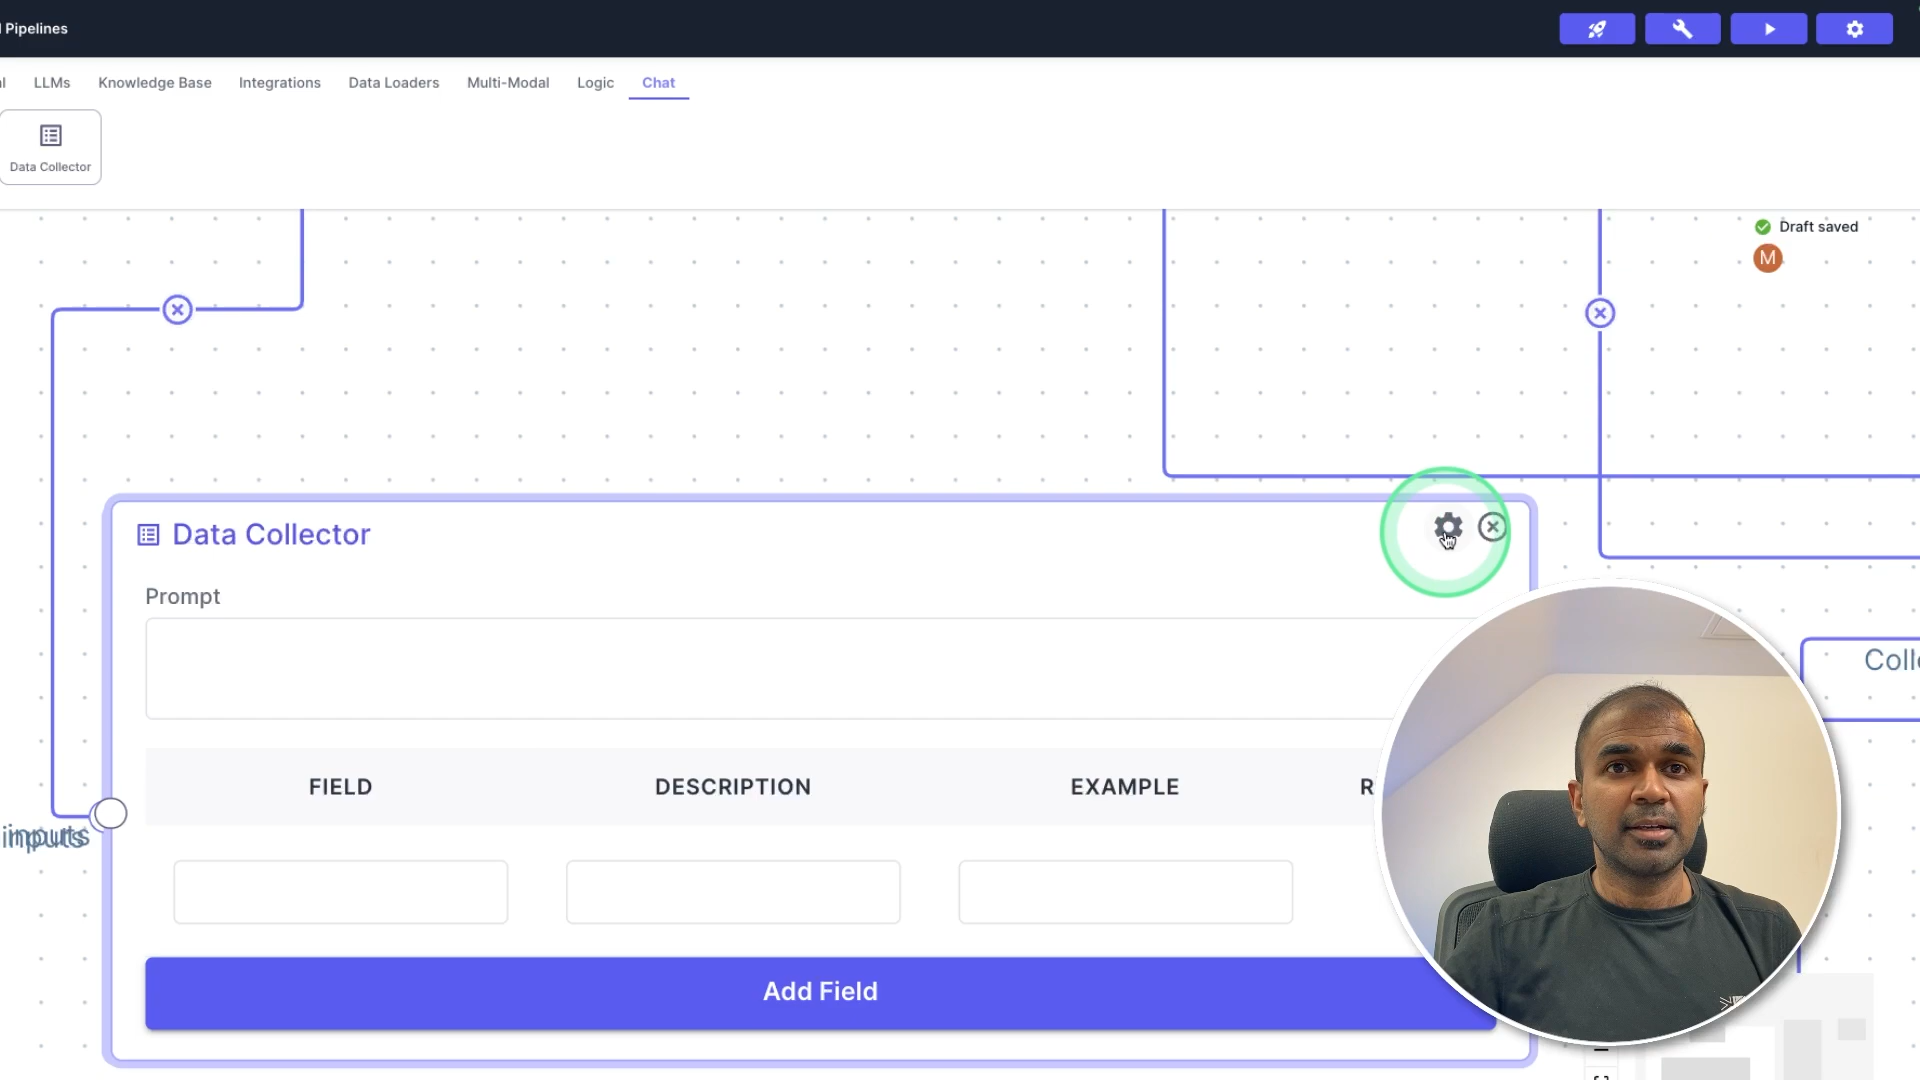 Pipelines
LLMs Knowledge Base Integrations Data Loaders Multi-Modal Logic Chat
Data Collector
Draft saved
M
Data Collector
Prompt
FIELD DESCRIPTION EXAMPLE
inputs
Add Field